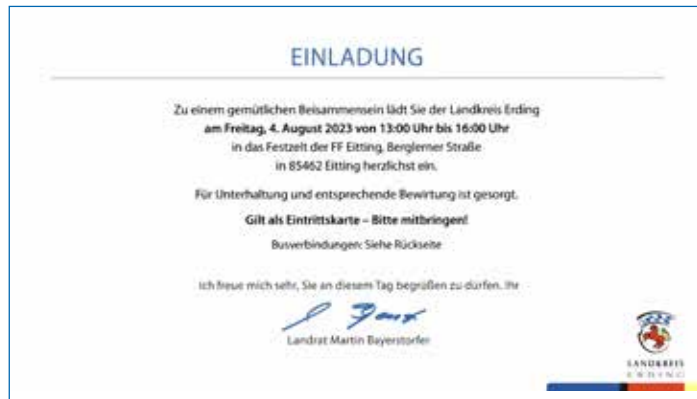 EINLADUNG
Zu einem gemütlichen Beisammensein lädt Sie der Landkreis Erding
am Freitag, 4. August 2023 von 13:00 Uhr bis 16:00 Uhr
in das Festzelt der FF Eitting, Berglerner Straße
in 85462 Eitting herzlichst ein.
Für Unterhaltung und entsprechende Bewirtung ist gesorgt.
Gilt als Eintrittskarte – Bitte mitbringen!
Busverbindungen: Siehe Rückseite
Ich freue mich sehr, Sie an diesem Tag begrüßen zu dürfen. Ihr
Landrat Martin Bayerstorfer
LANDKREIS
ERDING